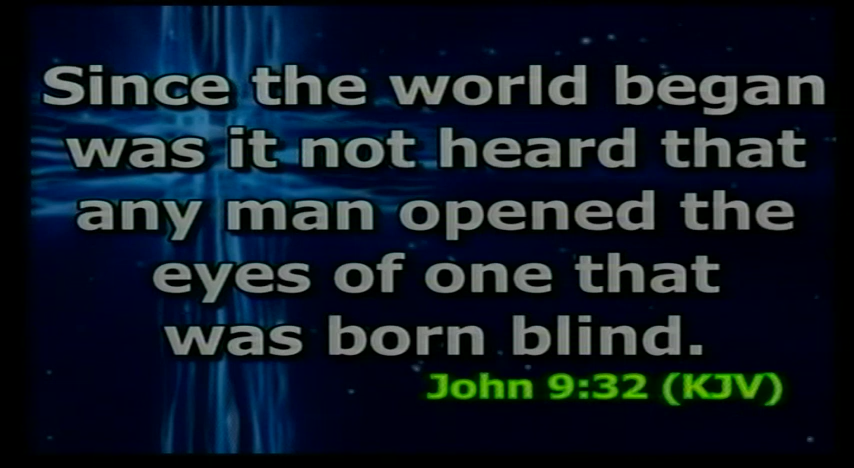 Since the world began
was it not heard that
any man opened the
eyes of one that
was born blind.
John 9:32 (KJV)